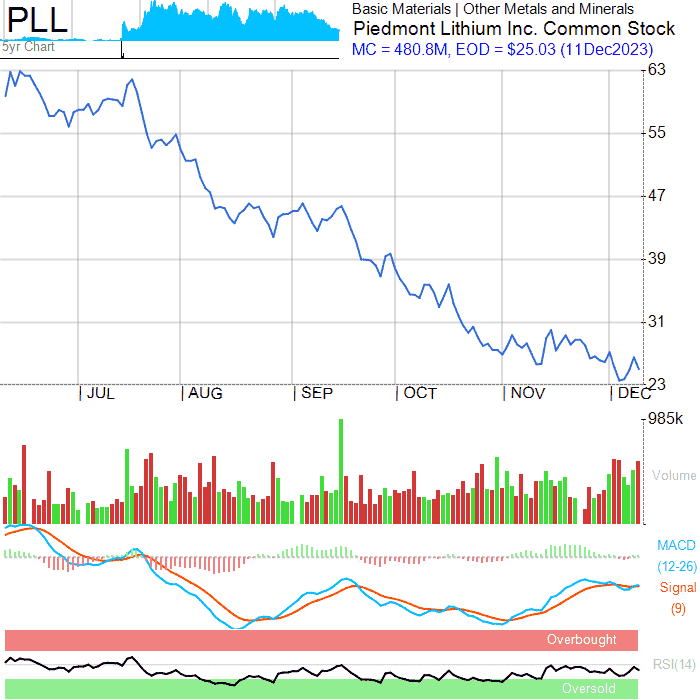 PLL
5yr Chart
Basic Materials | Other Metals and Minerals
Piedmont Lithium Inc. Common Stock
MC = 480.8M, EOD = $25.03 (11Dec2023)
63
55
47
39
31
23
JUL
AUG
SEP
OCT
NOV
DEC
985k
Volume
MACD
(12-26)
Signal
(9)
Overbought
RSI(14)
Oversold